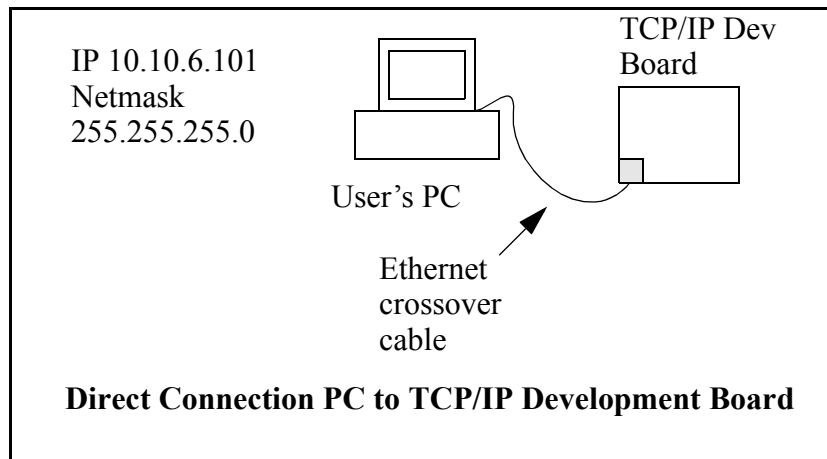 IP 10.10.6.101
Netmask
255.255.255.0
TCP/IP Dev
Board
User’s PC
Ethernet
crossover
cable
Direct Connection PC to TCP/IP Development Board